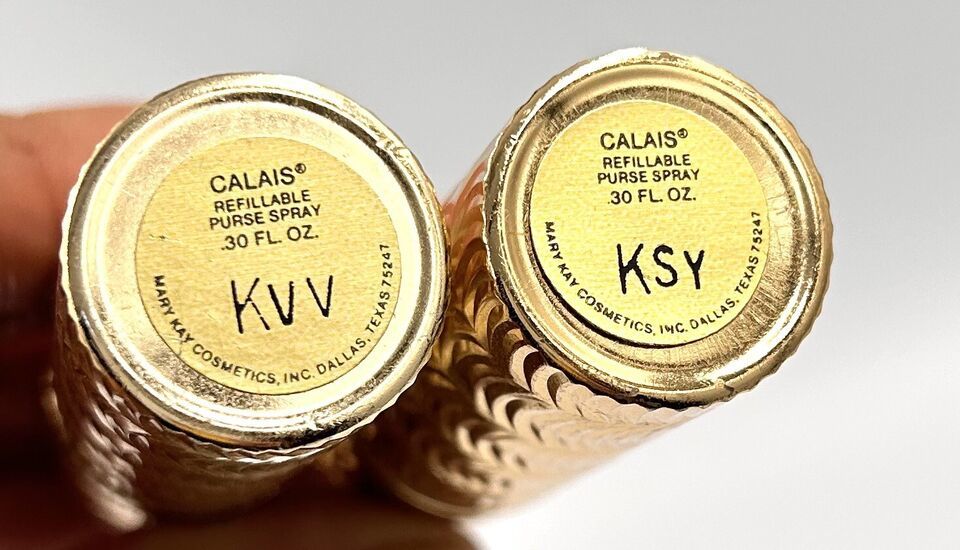 CALAIS®
REFILLABLE
PURSE SPRAY
.30 FL. OZ.
KVV
MARY KAY COSMETICS, INC. DALLAS, TEXAS 75247
CALAIS®
REFILLABLE
PURSE SPRAY
.30 FL. OZ.
KSY
MARY KAY COSMETICS, INC. DALLAS, TEXAS 75247